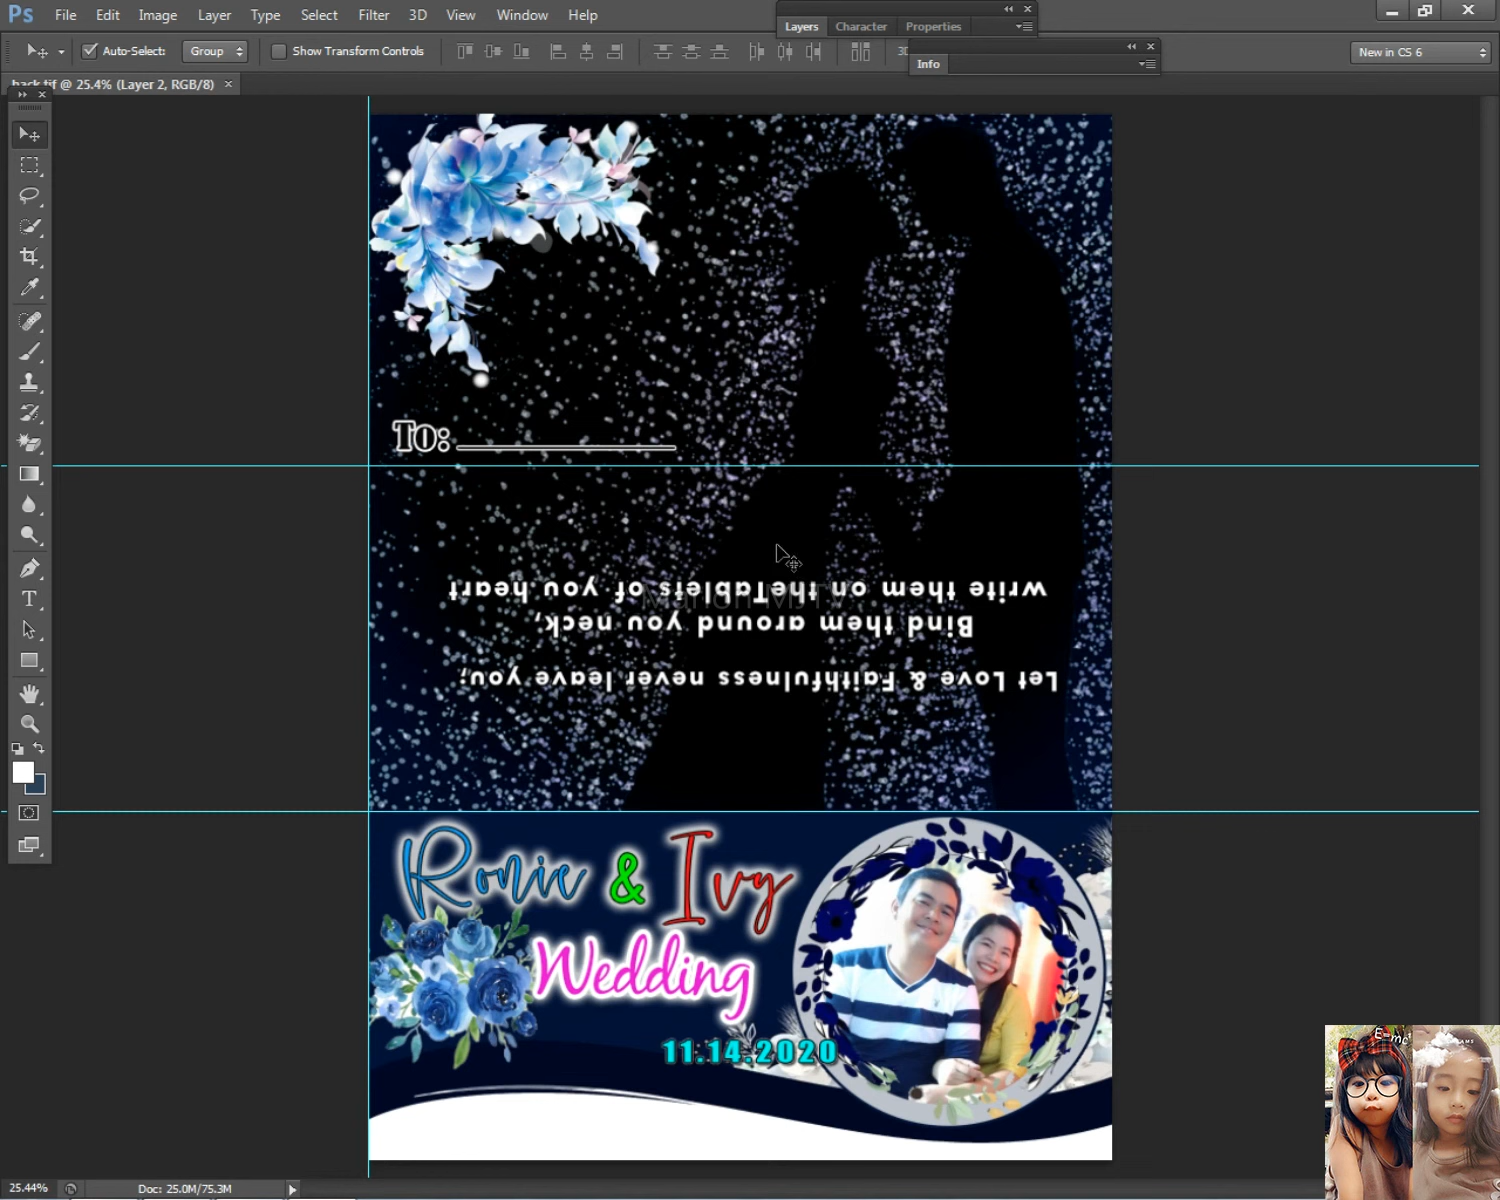 Ps File Edit Image Layer Type Select Filter 3D View Window Help
Layers Character Properties
Auto-Select: Group Show Transform Controls
Info
New in CS 6
back.tif @ 25.4% (Layer 2, RGB/8) ×
To:
write them on theTablets of you heart
Bind them around you neck,
Let Love & Faithfulness never leave you;
Ronie & Ivy
Wedding
11.14.2020
25.44% Doc: 25.0M/75.3M